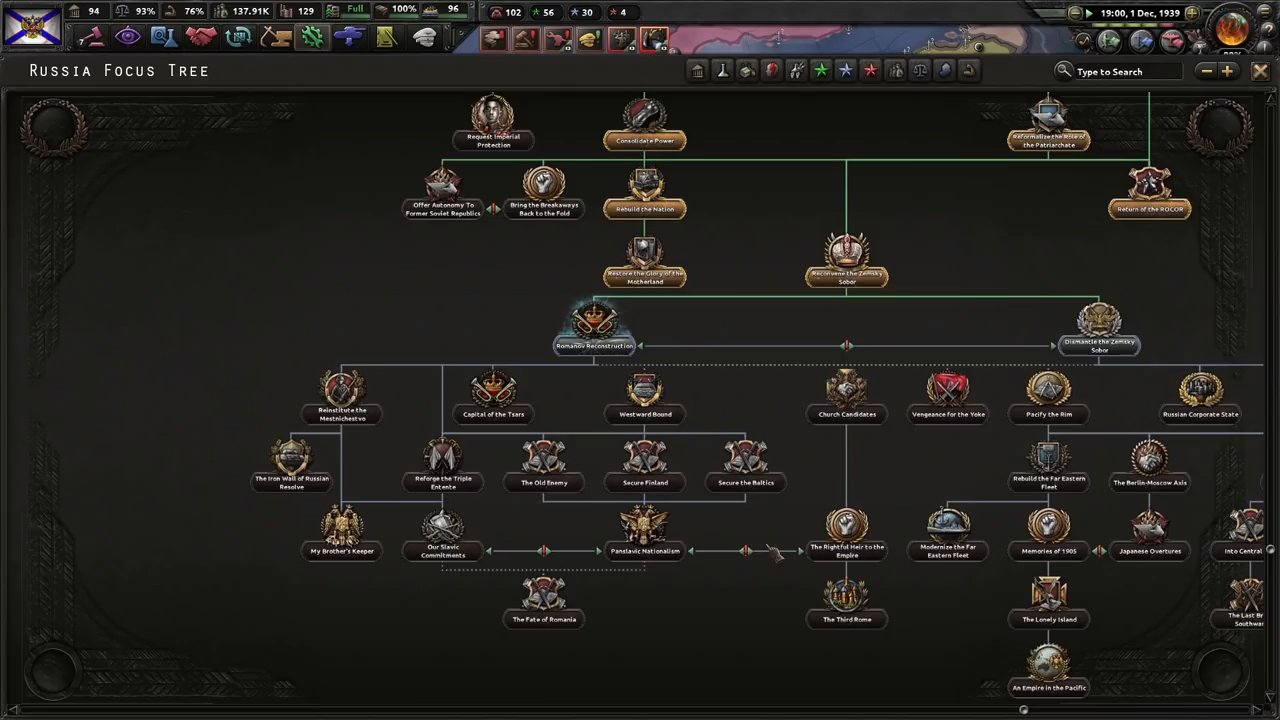 94
93%
76%
137.91K
129
Full
100%
96
102
56
30
4
19:00, 1 Dec, 1939
7
RUSSIA FOCUS TREE
Type to Search
Request Imperial
Protection
Consolidate Power
Reformalize the Role of
the Patriarchate
Offer Autonomy To
Former Soviet Republics
Bring the Breakaways
Back to the Fold
Rebuild the Nation
Return of the ROCOR
Restore the Glory of the
Motherland
Reconvene the Zemsky
Sobor
Romanov Reconstruction
Dismantle the Zemsky
Sobor
Reinstitute the
Mestnichestvo
Capital of the Tsars
Westward Bound
Church Candidates
Vengeance for the Yoke
Pacify the Rim
Russian Corporate State
The Iron Wall of Russian
Resolve
Reforge the Triple
Entente
The Old Enemy
Secure Finland
Secure the Baltics
Rebuild the Far Eastern
Fleet
The Berlin-Moscow Axis
My Brother's Keeper
Our Slavic
Commitments
Panslavic Nationalism
The Rightful Heir to the
Empire
Modernize the Far
Eastern Fleet
Memories of 1905
Japanese Overtures
Into Central
The Fate of Romania
The Third Rome
The Lonely Island
The Last
Southwa
An Empire in the Pacific